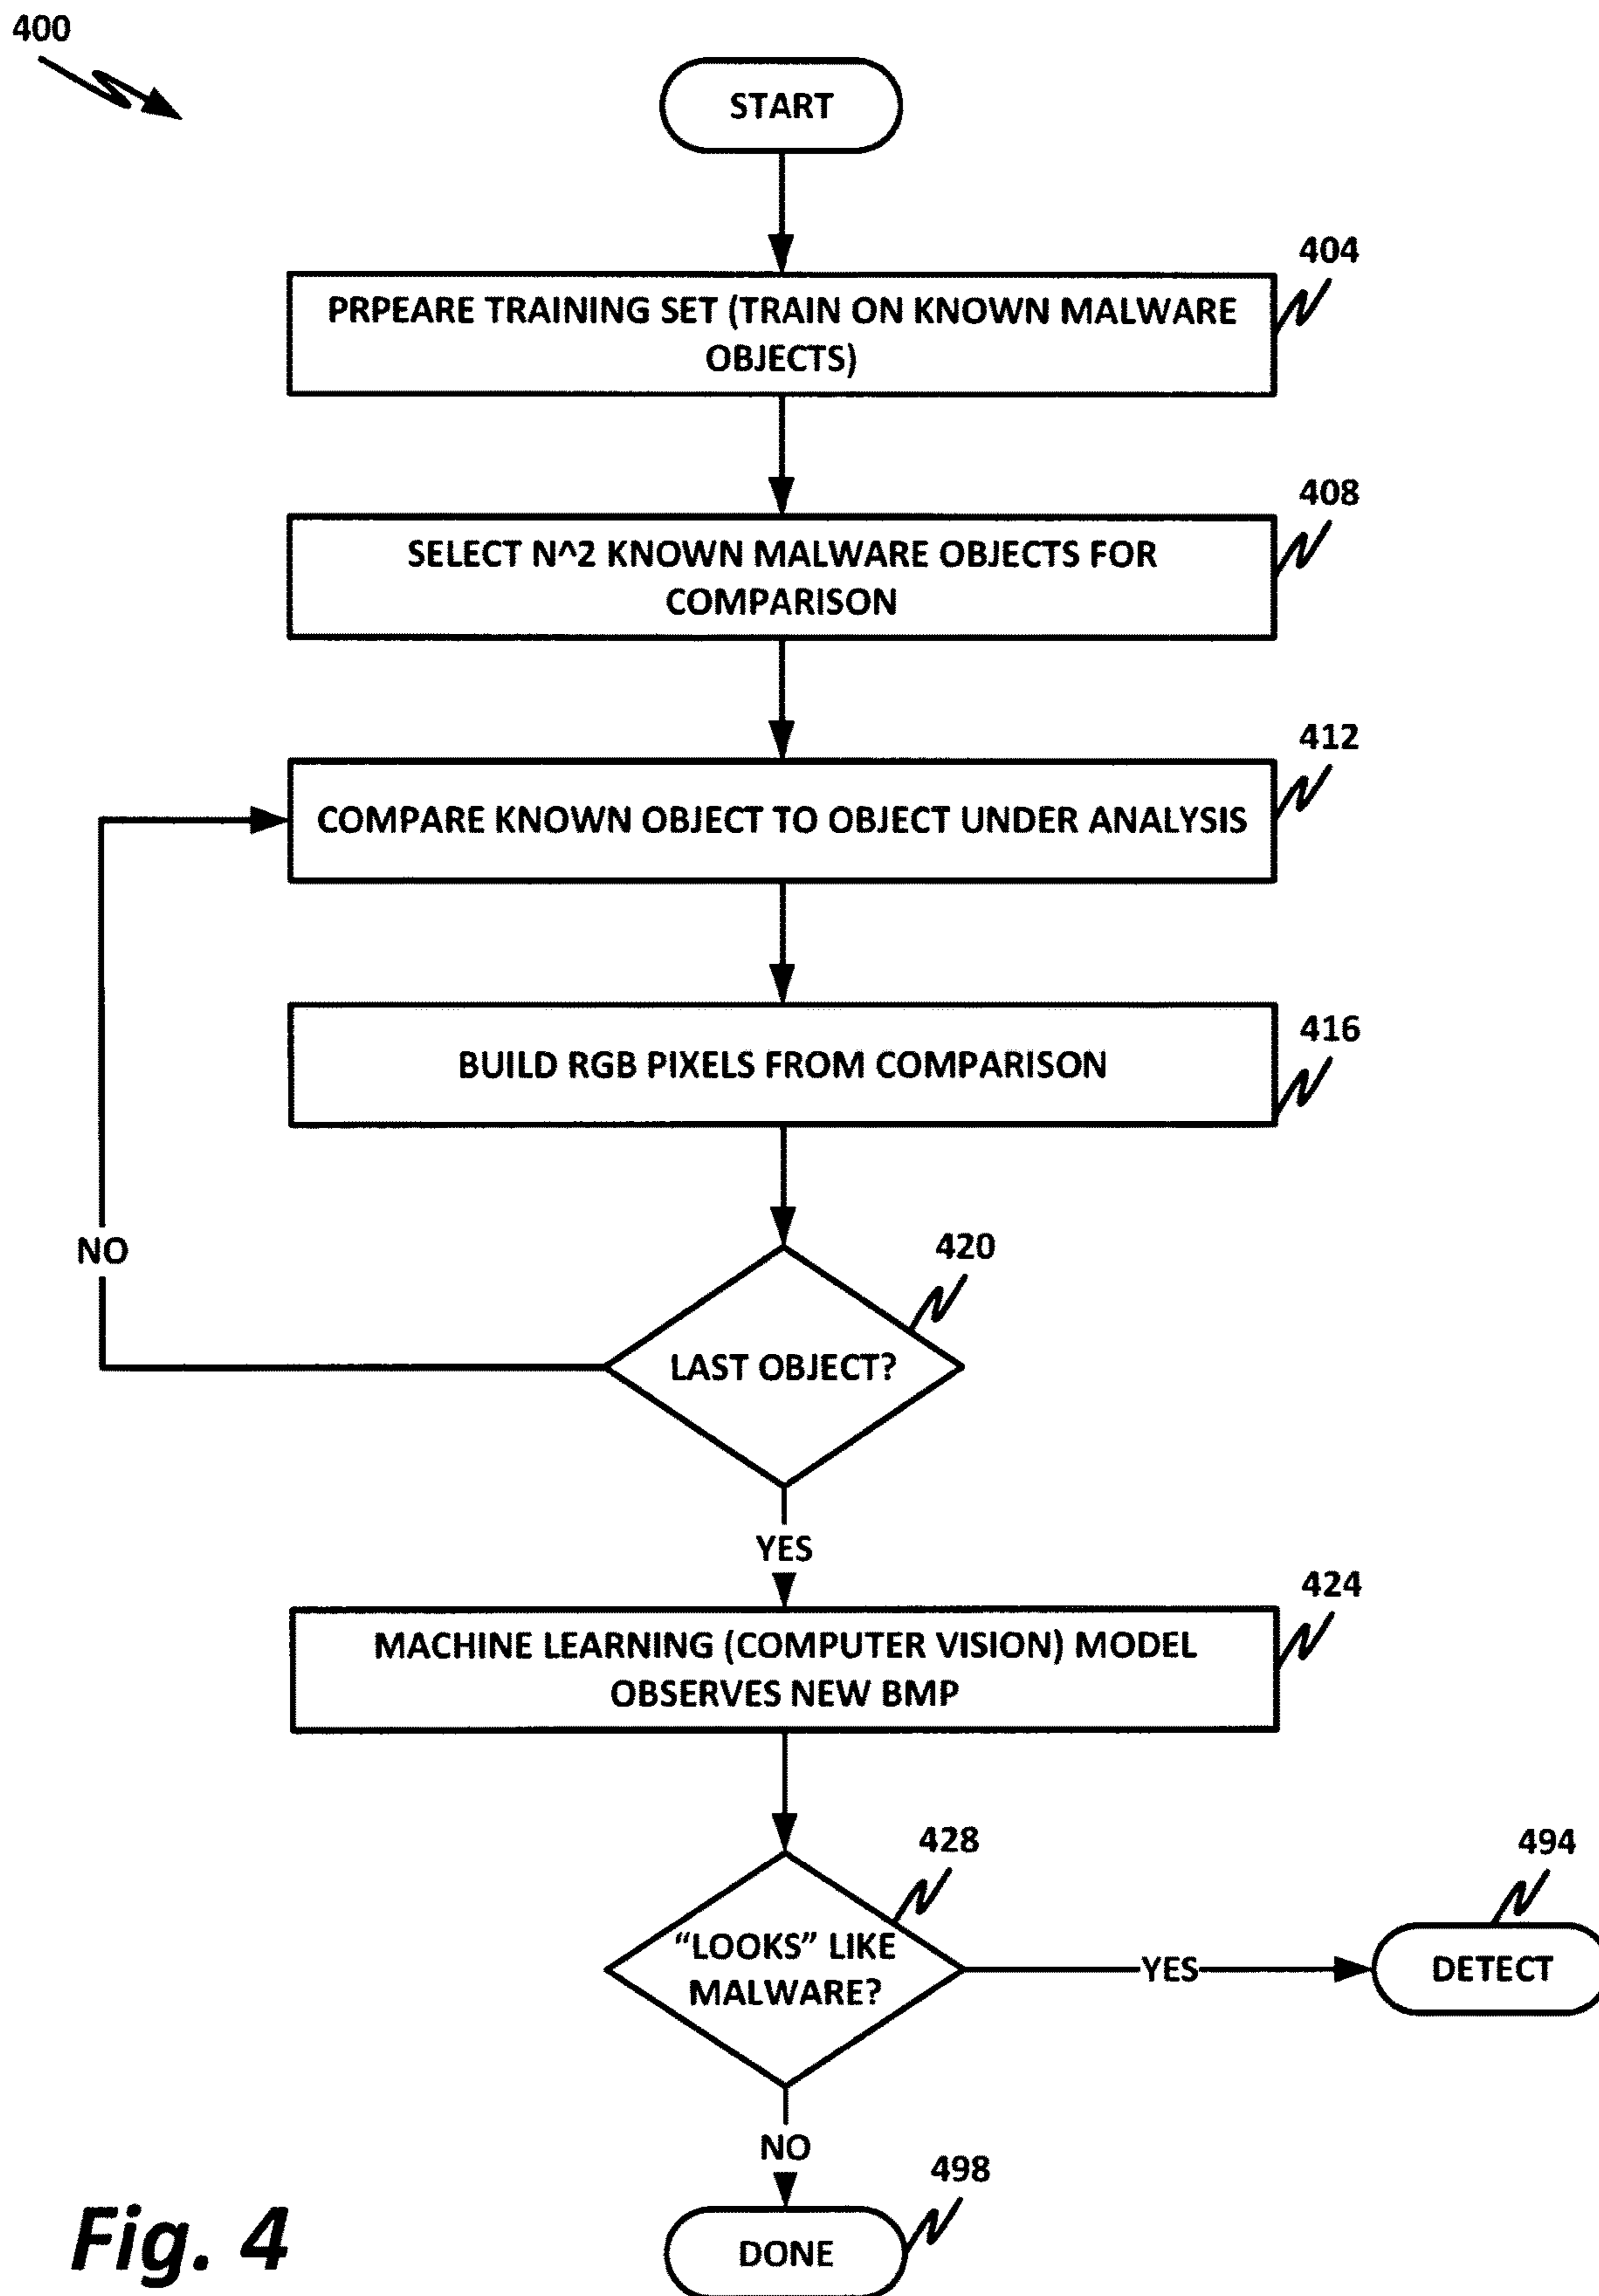 400
START
404
PRPEARE TRAINING SET (TRAIN ON KNOWN MALWARE
OBJECTS)
408
SELECT N^2 KNOWN MALWARE OBJECTS FOR
COMPARISON
412
COMPARE KNOWN OBJECT TO OBJECT UNDER ANALYSIS
416
BUILD RGB PIXELS FROM COMPARISON
420
NO
LAST OBJECT?
YES
424
MACHINE LEARNING (COMPUTER VISION) MODEL
OBSERVES NEW BMP
428
494
“LOOKS” LIKE
MALWARE?
YES
DETECT
NO
498
DONE
Fig. 4